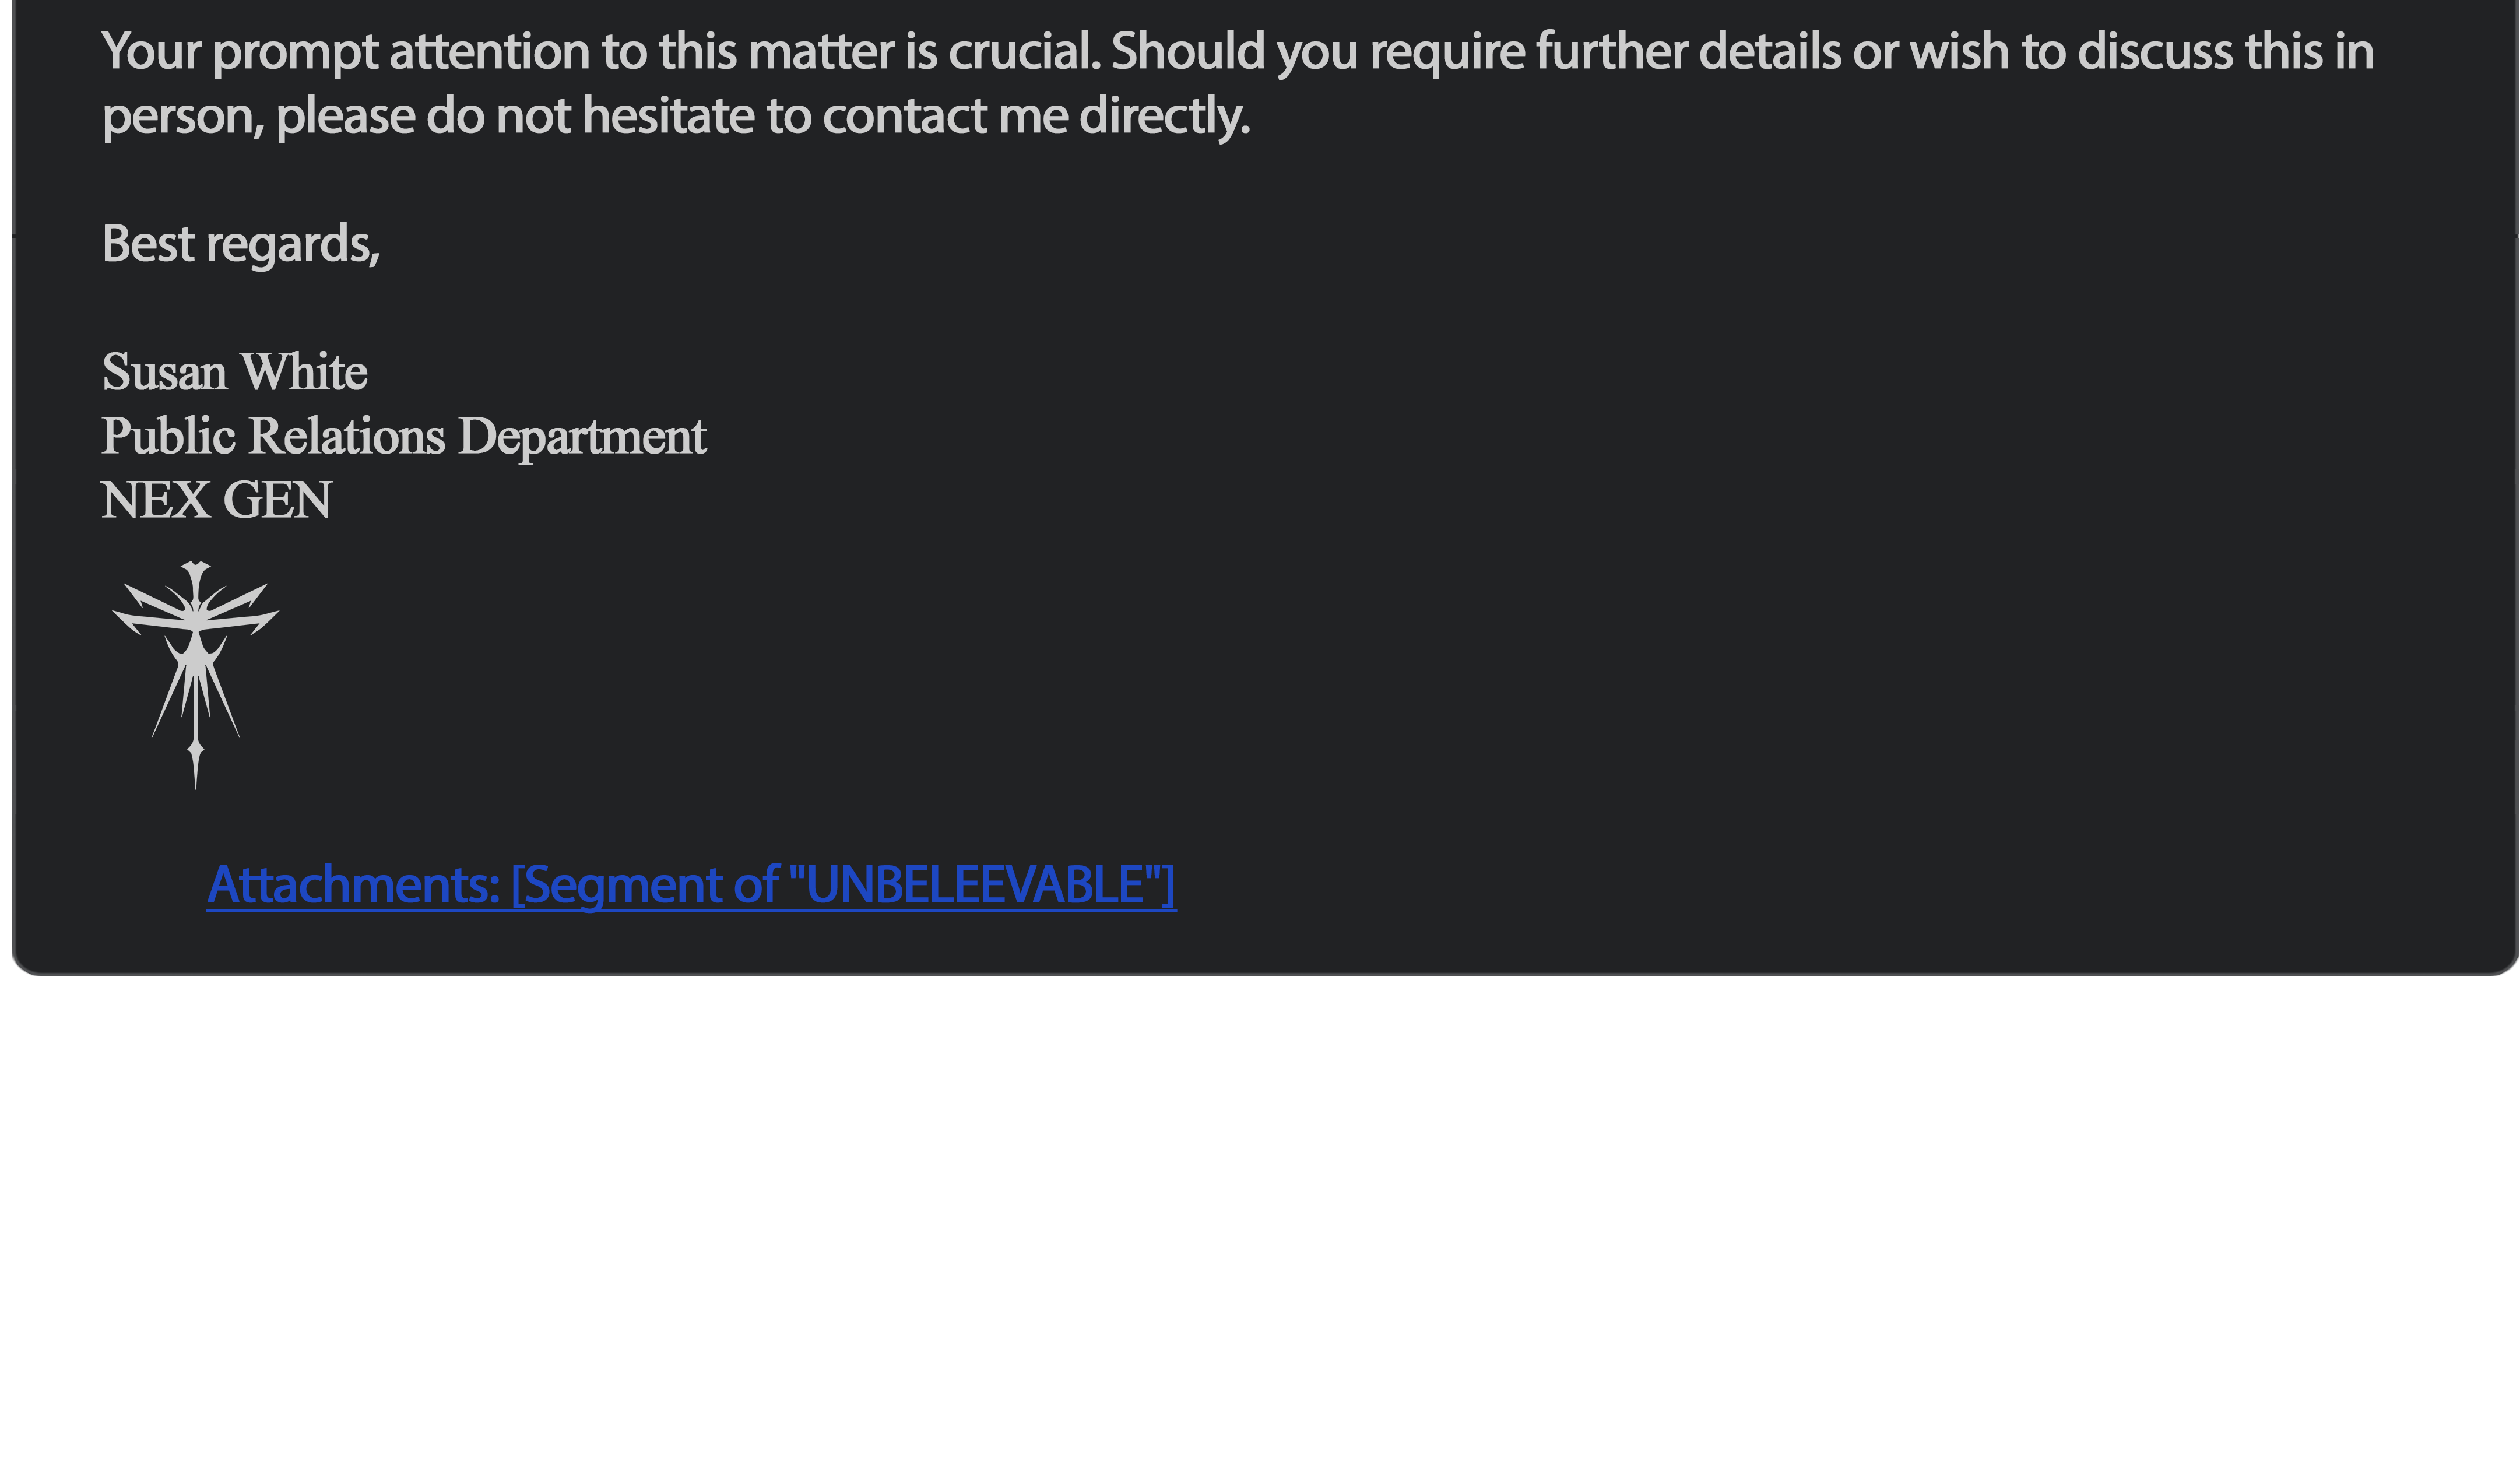 Your prompt attention to this matter is crucial. Should you require further details or wish to discuss this in
person, please do not hesitate to contact me directly.
Best regards,
Susan White
Public Relations Department
NEX GEN
Attachments: [Segment of "UNBELEEVABLE"]